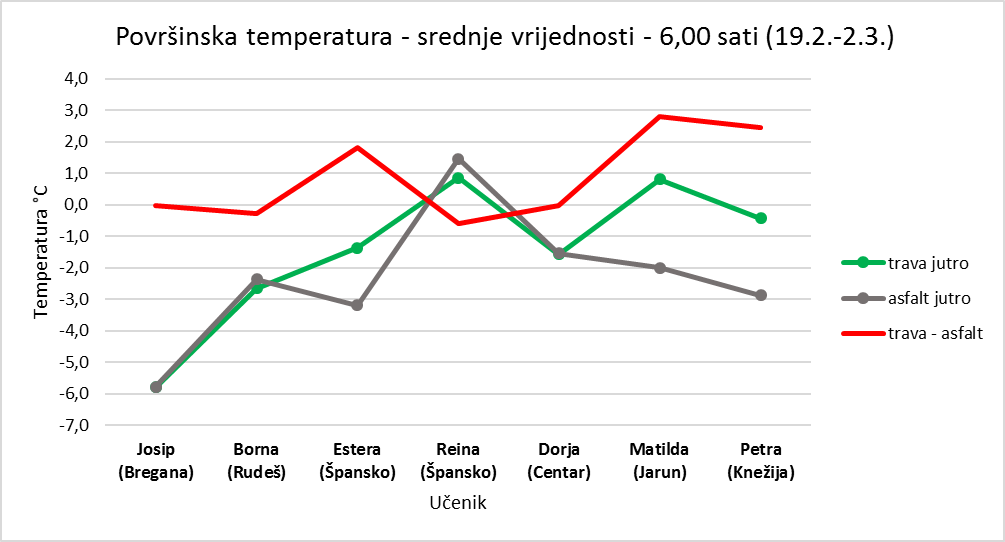 Površinska temperatura - srednje vrijednosti - 6,00 sati (19.2.-2.3.)
4,0
3,0
2,0
1,0
0,0
-1,0
-2,0
-3,0
-4,0
-5,0
-6,0
-7,0
Temperatura °C
Josip
(Bregana)
Borna
(Rudeš)
Estera
(Špansko)
Reina
(Špansko)
Dorja
(Centar)
Matilda
(Jarun)
Petra
(Knežija)
Učenik
trava jutro
asfalt jutro
trava - asfalt